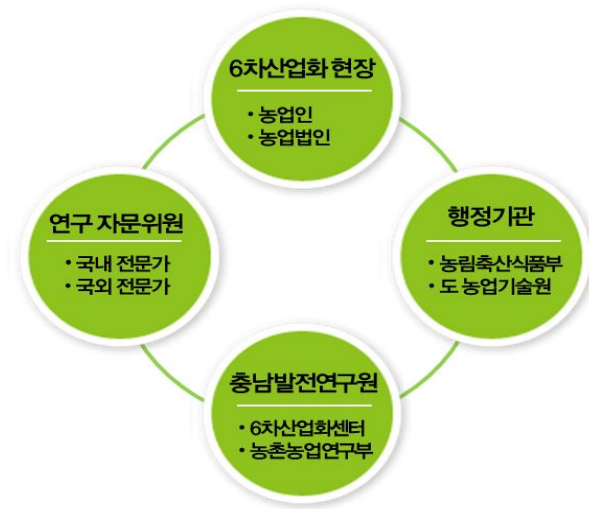 6차산업화 현장
• 농업인
• 농업법인
연구 자문위원
• 국내 전문가
• 국외 전문가
행정기관
• 농림축산식품부
• 도 농업기술원
충남발전연구원
• 6차산업화센터
• 농촌농업연구부